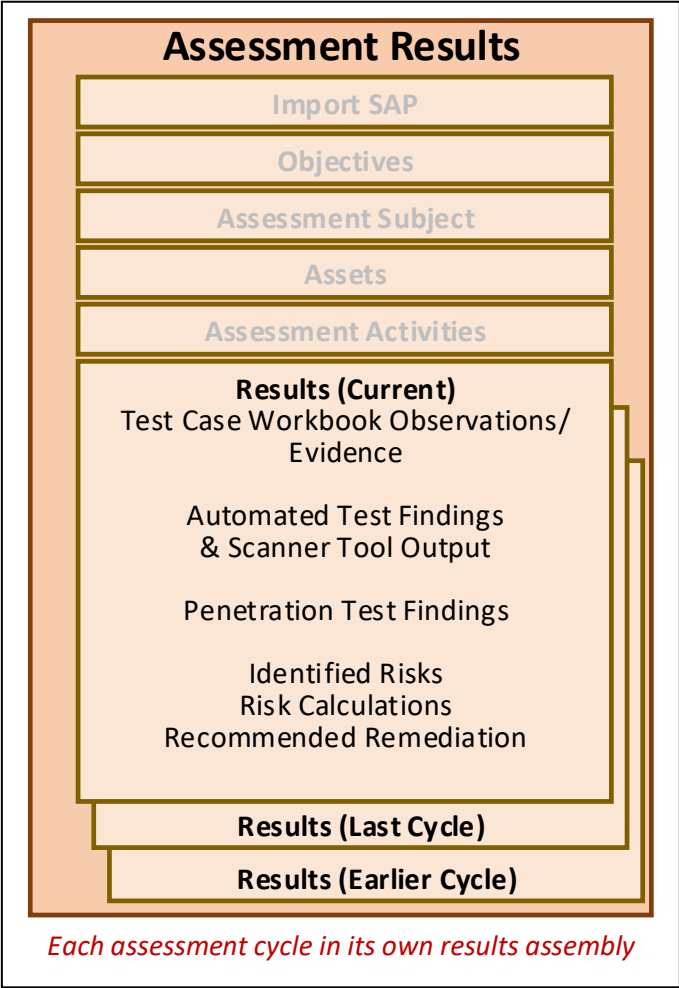 Assessment Results
Import SAP
Objectives
Assessment Subject
Assets
Assessment Activities
Results (Current)
Test Case Workbook Observations/
Evidence
Automated Test Findings
& Scanner Tool Output
Penetration Test Findings
Identified Risks
Risk Calculations
Recommended Remediation
Results (Last Cycle)
Results (Earlier Cycle)
Each assessment cycle in its own results assembly